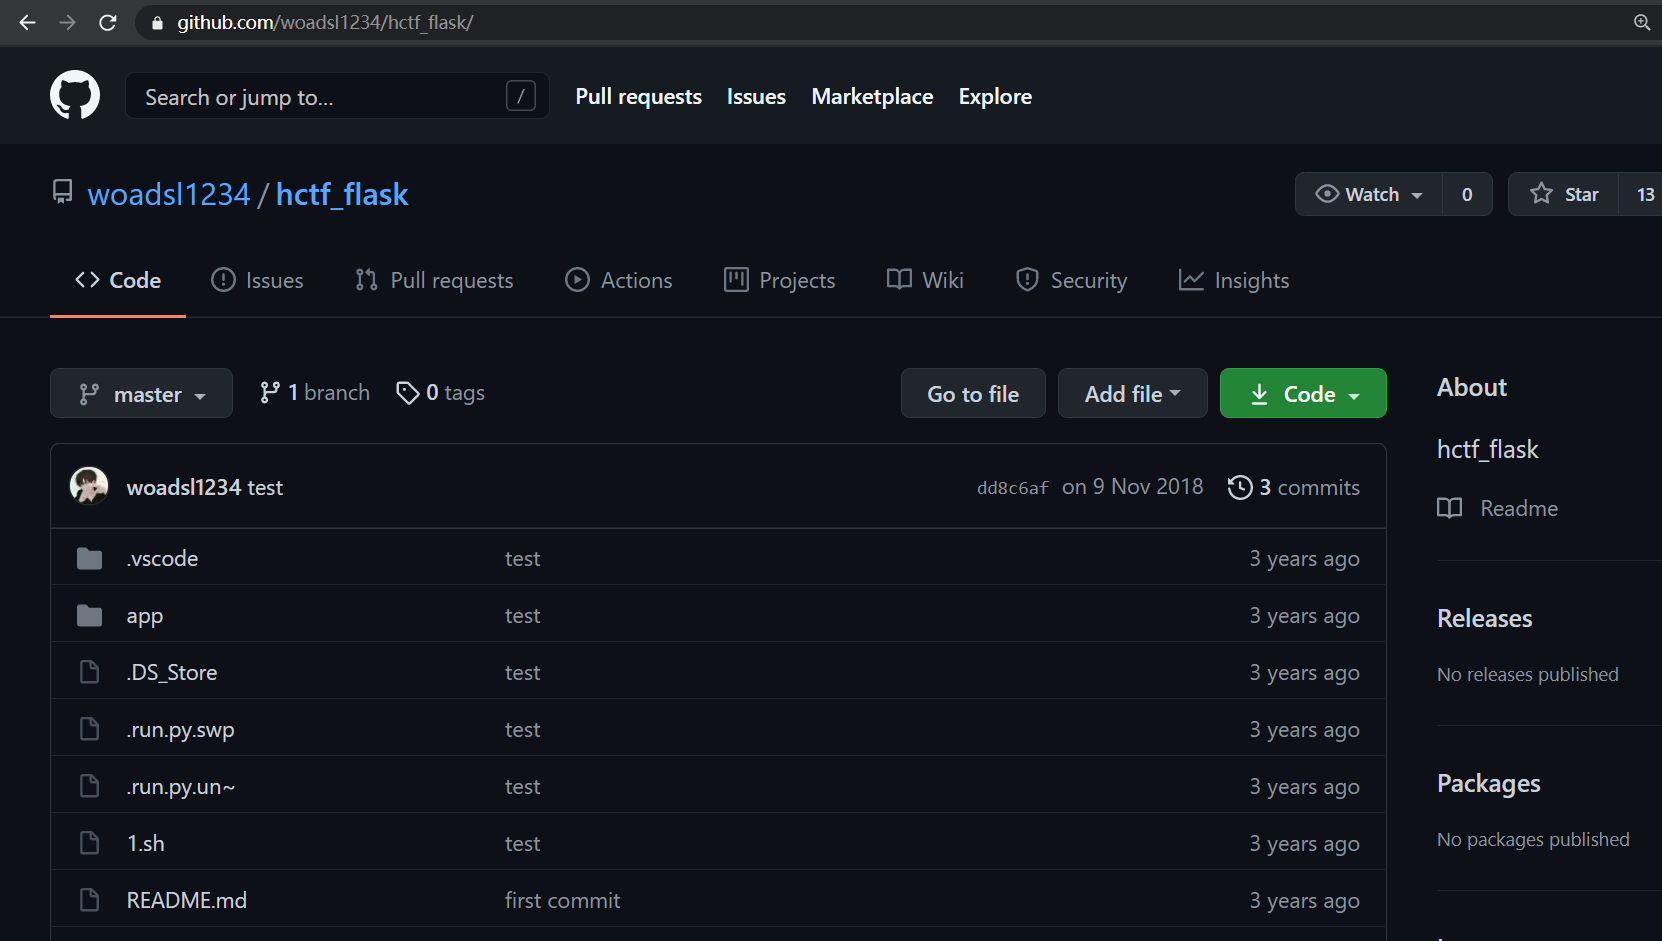 github.com/woadsl1234/hctf_flask/
Search or jump to... / Pull requests Issues Marketplace Explore
woadsl1234 / hctf_flask Watch 0 Star 13
Code Issues Pull requests Actions Projects Wiki Security Insights
master 1 branch 0 tags Go to file Add file Code
About
hctf_flask
Readme
woadsl1234 test dd8c6af on 9 Nov 2018 3 commits
.vscode test 3 years ago
app test 3 years ago
.DS_Store test 3 years ago
.run.py.swp test 3 years ago
.run.py.un~ test 3 years ago
1.sh test 3 years ago
README.md first commit 3 years ago
Releases
No releases published
Packages
No packages published